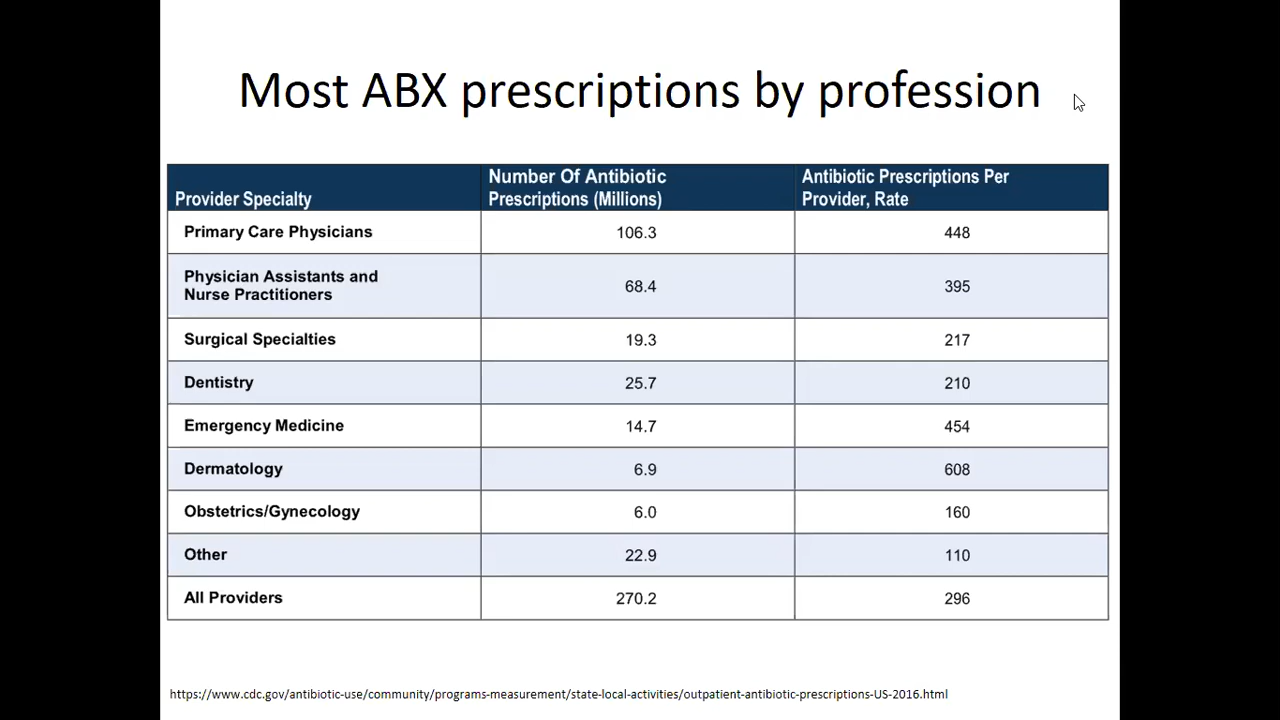 Most ABX prescriptions by profession
Provider Specialty
Number Of Antibiotic
Prescriptions (Millions)
Antibiotic Prescriptions Per
Provider, Rate
Primary Care Physicians 106.3 448
Physician Assistants and
Nurse Practitioners 68.4 395
Surgical Specialties 19.3 217
Dentistry 25.7 210
Emergency Medicine 14.7 454
Dermatology 6.9 608
Obstetrics/Gynecology 6.0 160
Other 22.9 110
All Providers 270.2 296
https://www.cdc.gov/antibiotic-use/community/programs-measurement/state-local-activities/outpatient-antibiotic-prescriptions-US-2016.html